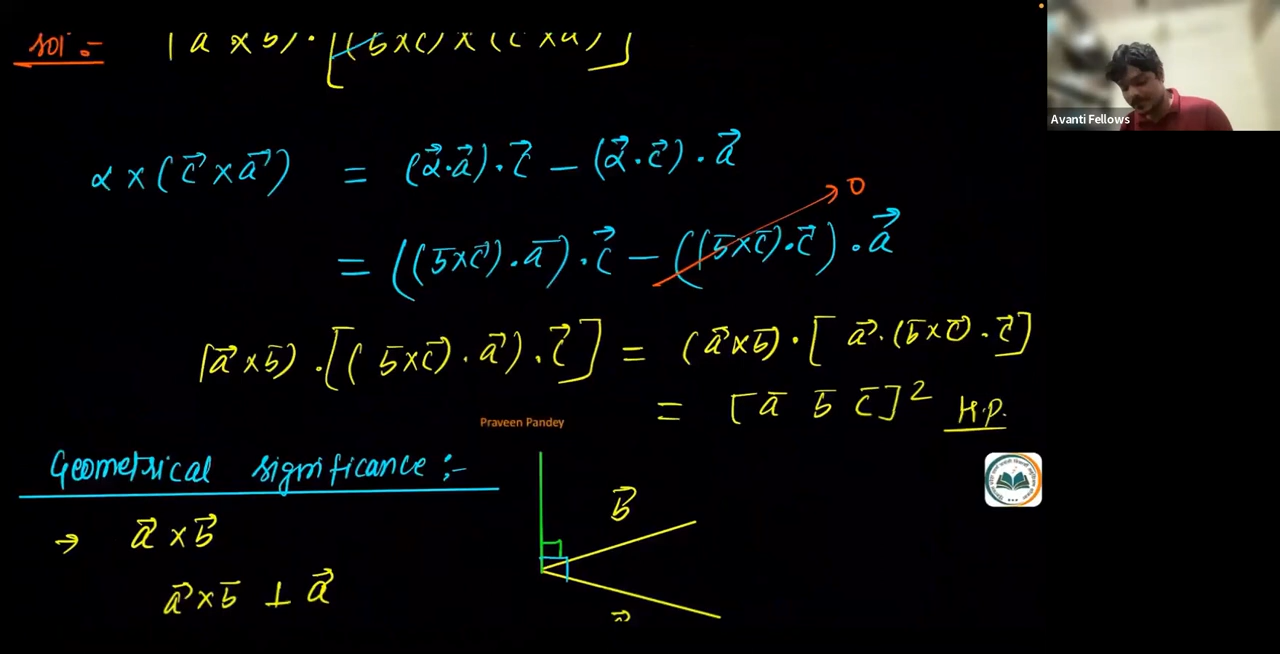 sol :-
[a × b) · [(b×c) × (c × a)]
Avanti Fellows
α × (c⃗ × a⃗) = (α⃗·a⃗)·c⃗ − (α⃗·c⃗)·a⃗
= ((b̄×c⃗)·ā)·c⃗ − ((b̄×c̄)·c⃗)·a⃗ 0
[a⃗×b̄)·[(b̄×c̄)·a⃗)·c⃗] = (a⃗×b̄)·[a⃗·(b̄×c̄)·c⃗]
= [ā b̄ c̄]² H.P.
Praveen Pandey
Geometrical significance :-
→ a⃗ × b⃗
b⃗
a⃗×b̄ ⊥ a⃗